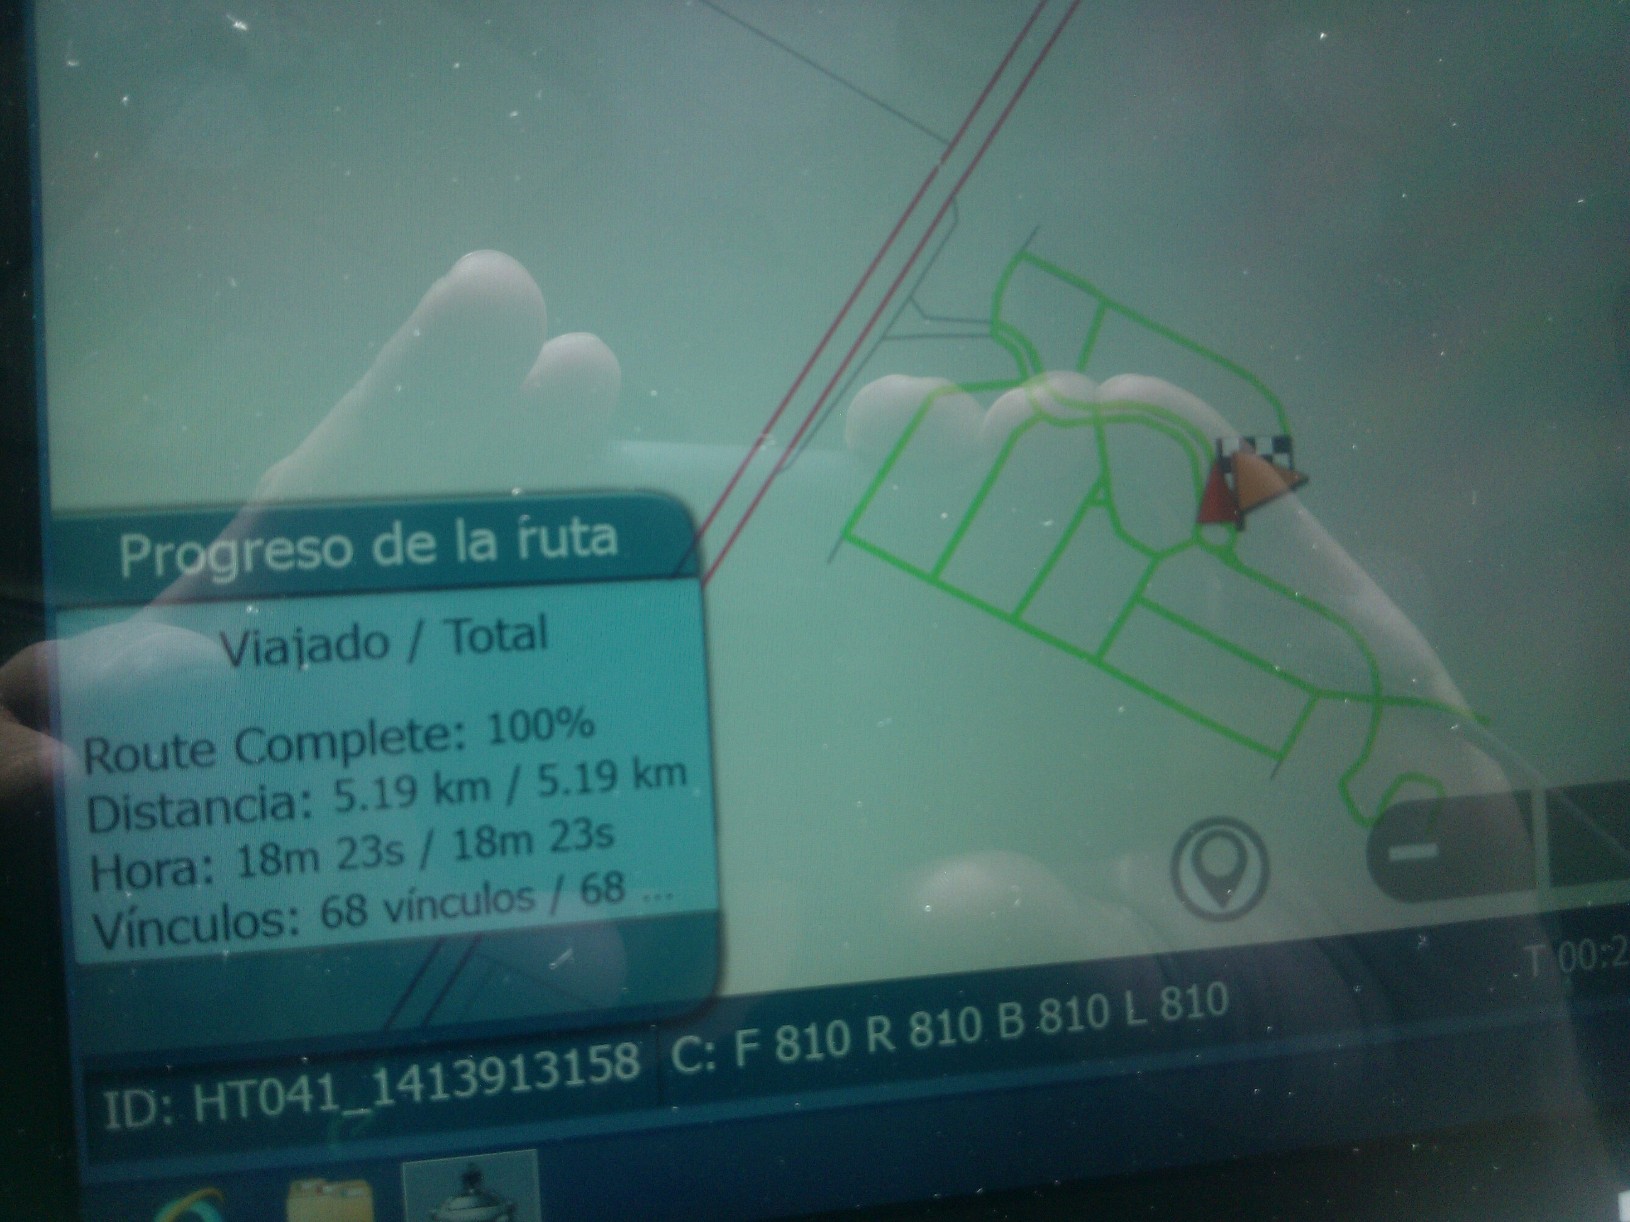 Progreso de la ruta
Viajado / Total
Route Complete: 100%
Distancia: 5.19 km / 5.19 km
Hora: 18m 23s / 18m 23s
Vínculos: 68 vínculos / 68 ...
T 00:2
ID: HT041_1413913158 C: F 810 R 810 B 810 L 810